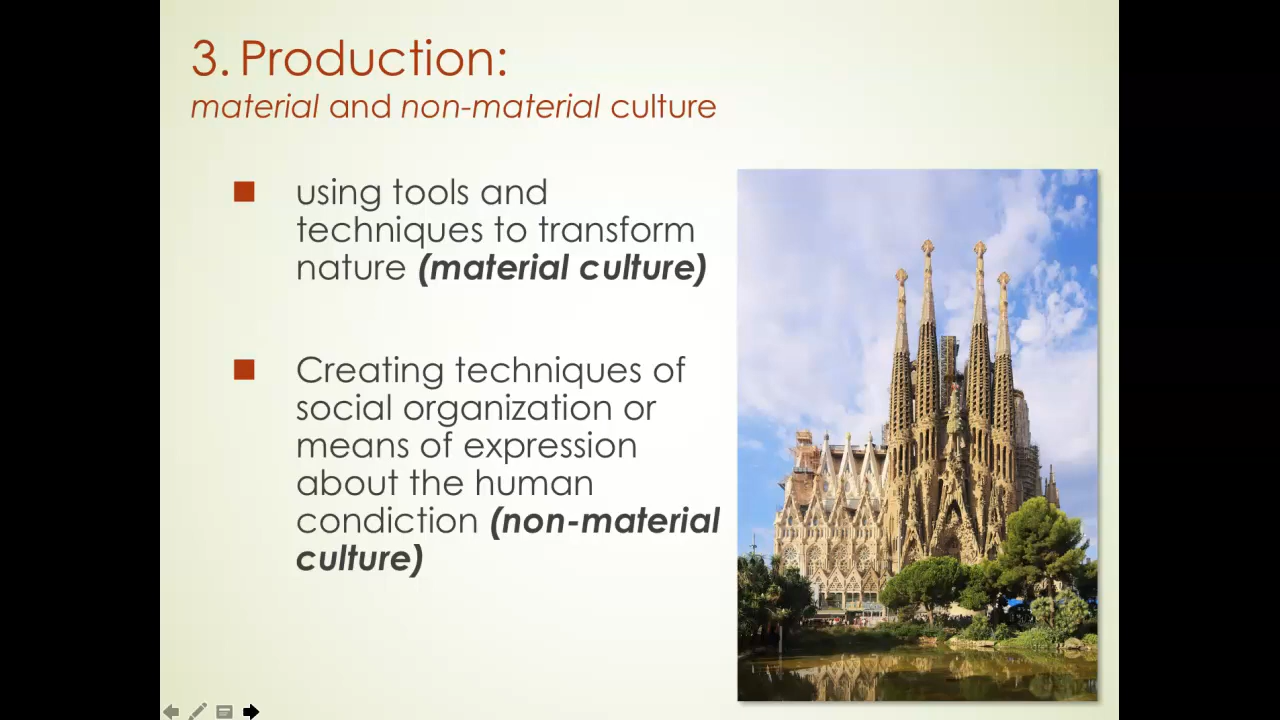 3. Production:
material and non-material culture
using tools and
techniques to transform
nature (material culture)
Creating techniques of
social organization or
means of expression
about the human
condiction (non-material
culture)